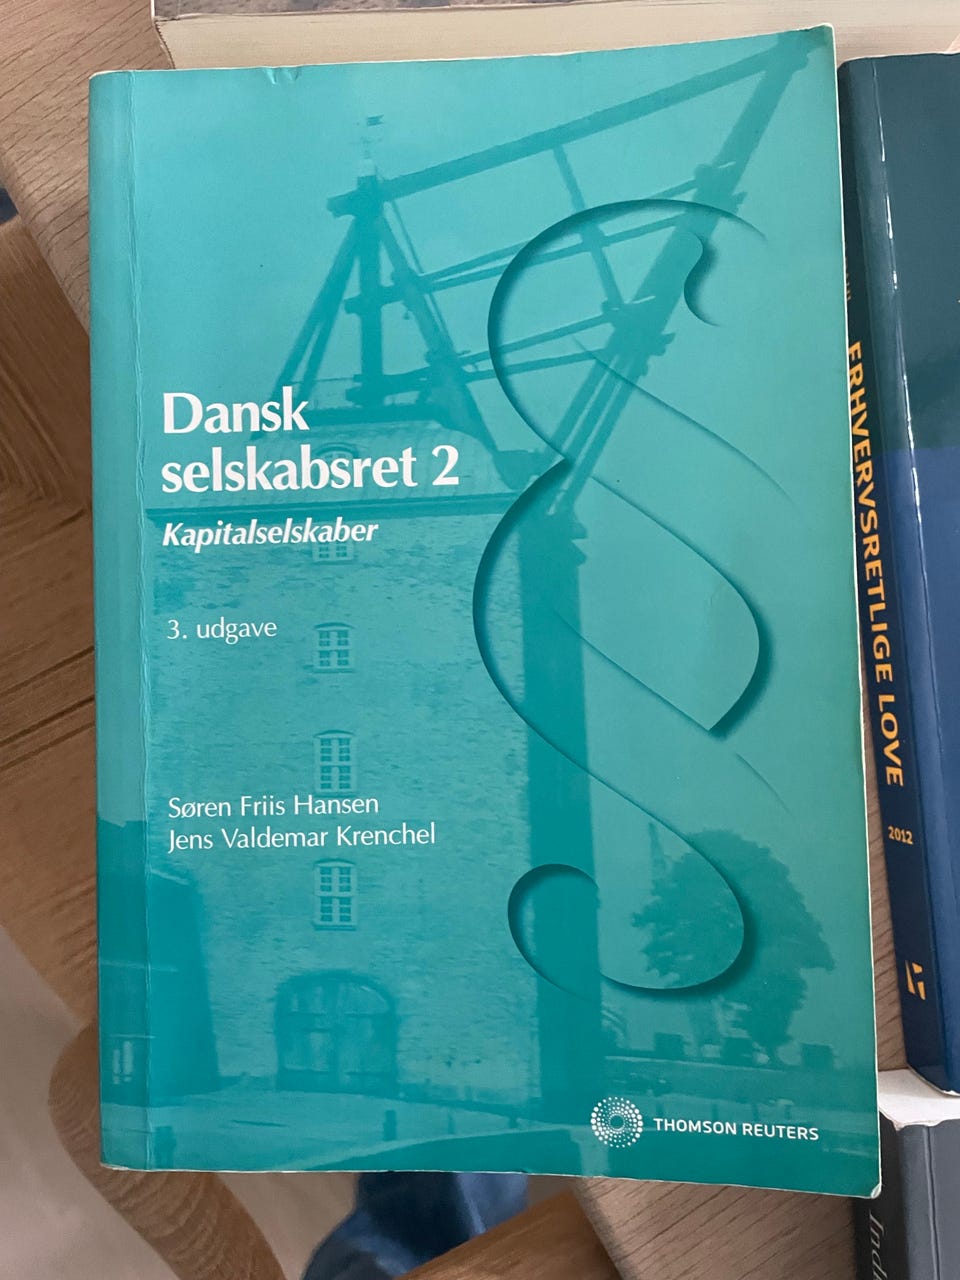 Dansk
selskabsret 2
Kapitalselskaber
3. udgave
Søren Friis Hansen
Jens Valdemar Krenchel
THOMSON REUTERS
ERHVERVSRETLIGE LOVE
2012